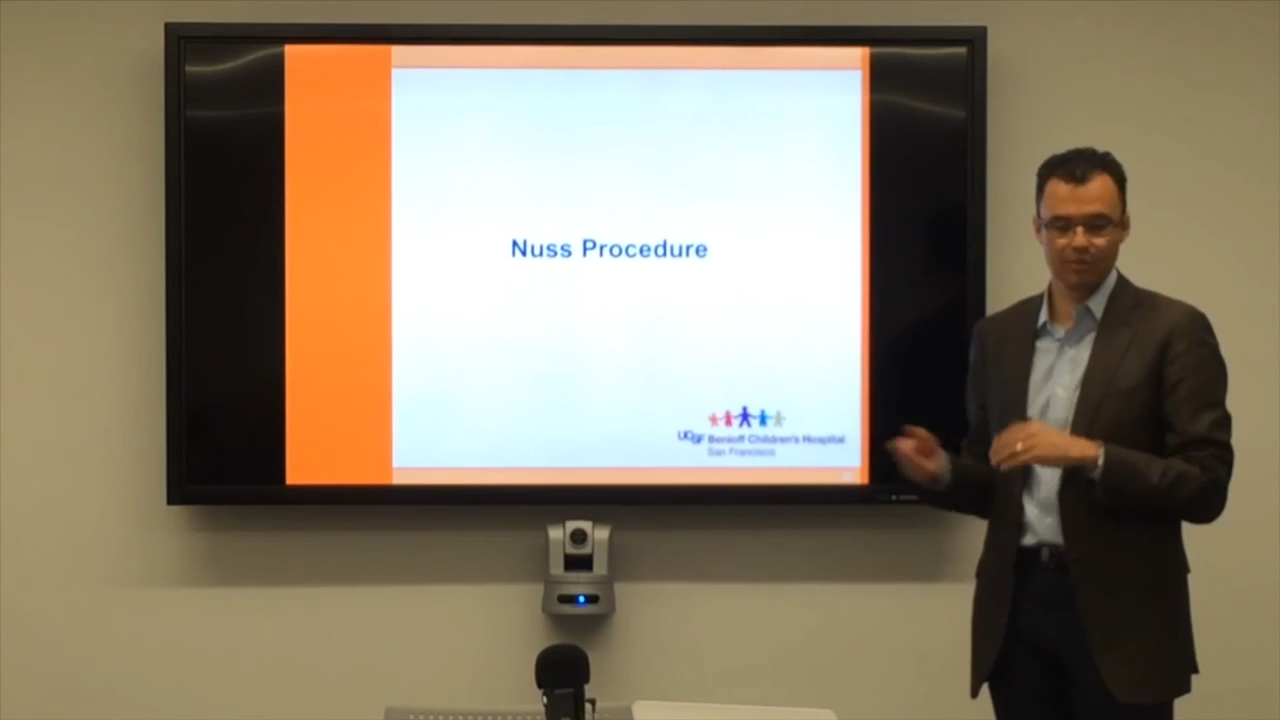 Nuss Procedure
UCSF Benioff Children's Hospital
San Francisco